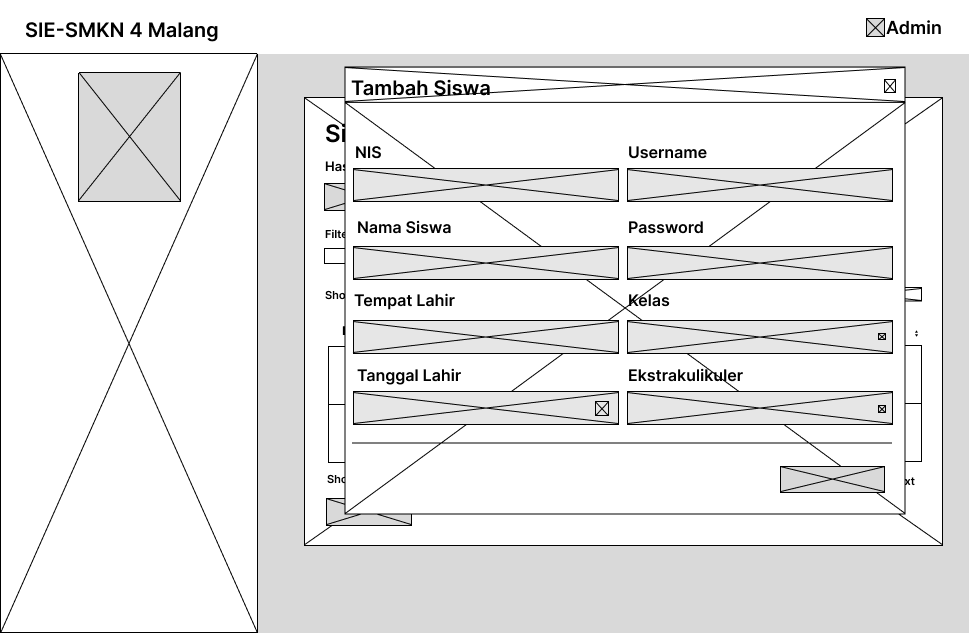 SIE-SMKN 4 Malang
Admin
Tambah Siswa
NIS
Username
Nama Siswa
Password
Tempat Lahir
Kelas
Tanggal Lahir
Ekstrakulikuler